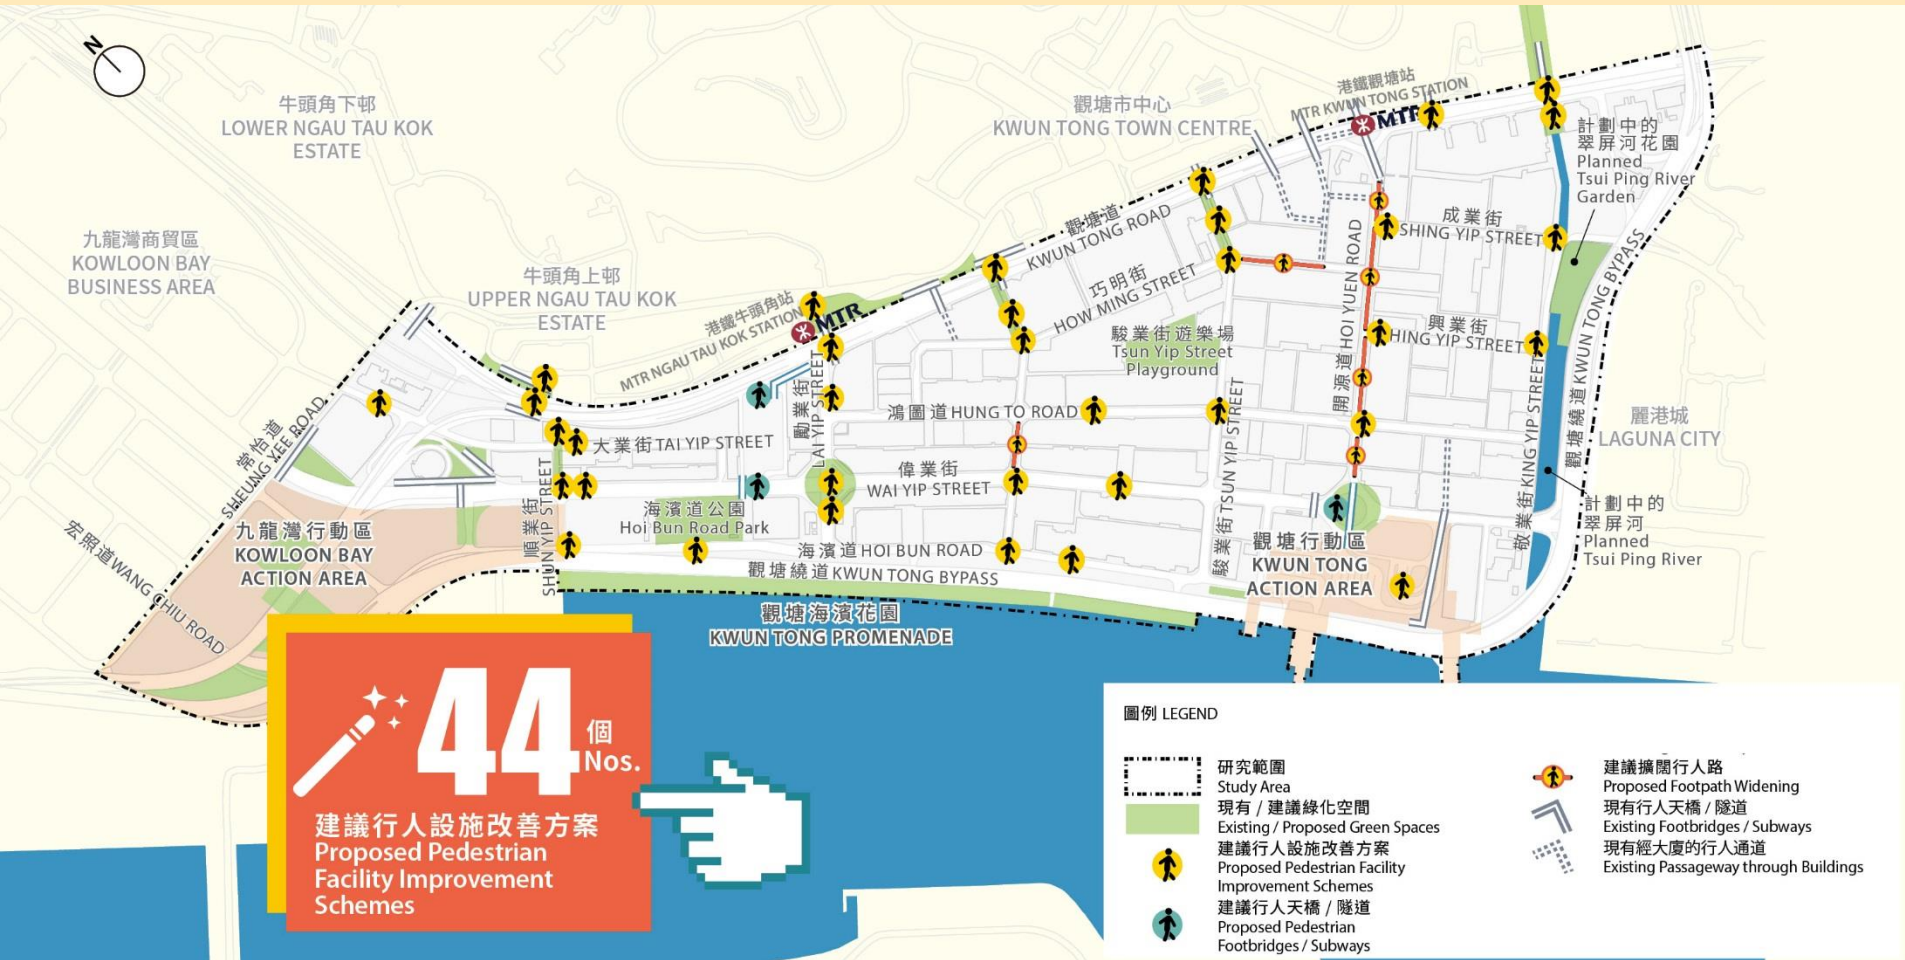 N
牛頭角下邨
LOWER NGAU TAU KOK
ESTATE
觀塘市中心
KWUN TONG TOWN CENTRE
港鐵觀塘站
MTR KWUN TONG STATION
MTR
計劃中的
翠屏河花園
Planned
Tsui Ping River
Garden
九龍灣商貿區
KOWLOON BAY
BUSINESS AREA
牛頭角上邨
UPPER NGAU TAU KOK
ESTATE
港鐵牛頭角站
MTR NGAU TAU KOK STATION
MTR
觀塘道
KWUN TONG ROAD
巧明街
HOW MING STREET
駿業街遊樂場
Tsun Yip Street
Playground
開源道 HOI YUEN ROAD
成業街
SHING YIP STREET
興業街
HING YIP STREET
觀塘繞道 KWUN TONG BYPASS
麗港城
LAGUNA CITY
常怡道
SHEUNG YEE ROAD
大業街 TAI YIP STREET
勵業街
LAI YIP STREET
鴻圖道 HUNG TO ROAD
偉業街
WAI YIP STREET
駿業街 TSUN YIP STREET
敬業街 KING YIP STREET
計劃中的
翠屏河
Planned
Tsui Ping River
宏照道 WANG CHIU ROAD
九龍灣行動區
KOWLOON BAY
ACTION AREA
順業街
SHUN YIP STREET
海濱道公園
Hoi Bun Road Park
海濱道 HOI BUN ROAD
觀塘繞道 KWUN TONG BYPASS
觀塘行動區
KWUN TONG
ACTION AREA
觀塘海濱花園
KWUN TONG PROMENADE
44 個
Nos.
建議行人設施改善方案
Proposed Pedestrian
Facility Improvement
Schemes
圖例 LEGEND
研究範圍
Study Area
現有 / 建議綠化空間
Existing / Proposed Green Spaces
建議行人設施改善方案
Proposed Pedestrian Facility
Improvement Schemes
建議行人天橋 / 隧道
Proposed Pedestrian
Footbridges / Subways
建議擴闊行人路
Proposed Footpath Widening
現有行人天橋 / 隧道
Existing Footbridges / Subways
現有經大廈的行人通道
Existing Passageway through Buildings